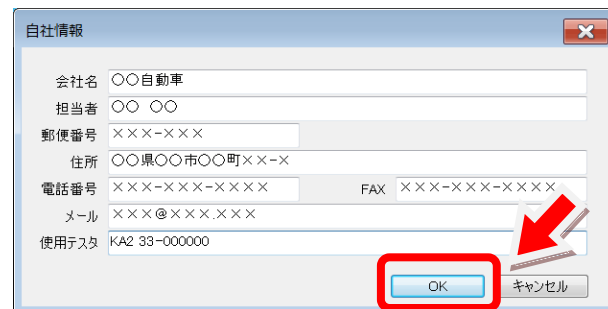 自社情報
会社名 〇〇自動車
担当者 〇〇 〇〇
郵便番号 ×××-×××
住所 〇〇県〇〇市〇〇町××-×
電話番号 ×××-×××-×××× FAX ×××-×××-××××
メール ×××@×××.×××
使用テスタ KA2 33-000000
OK キャンセル